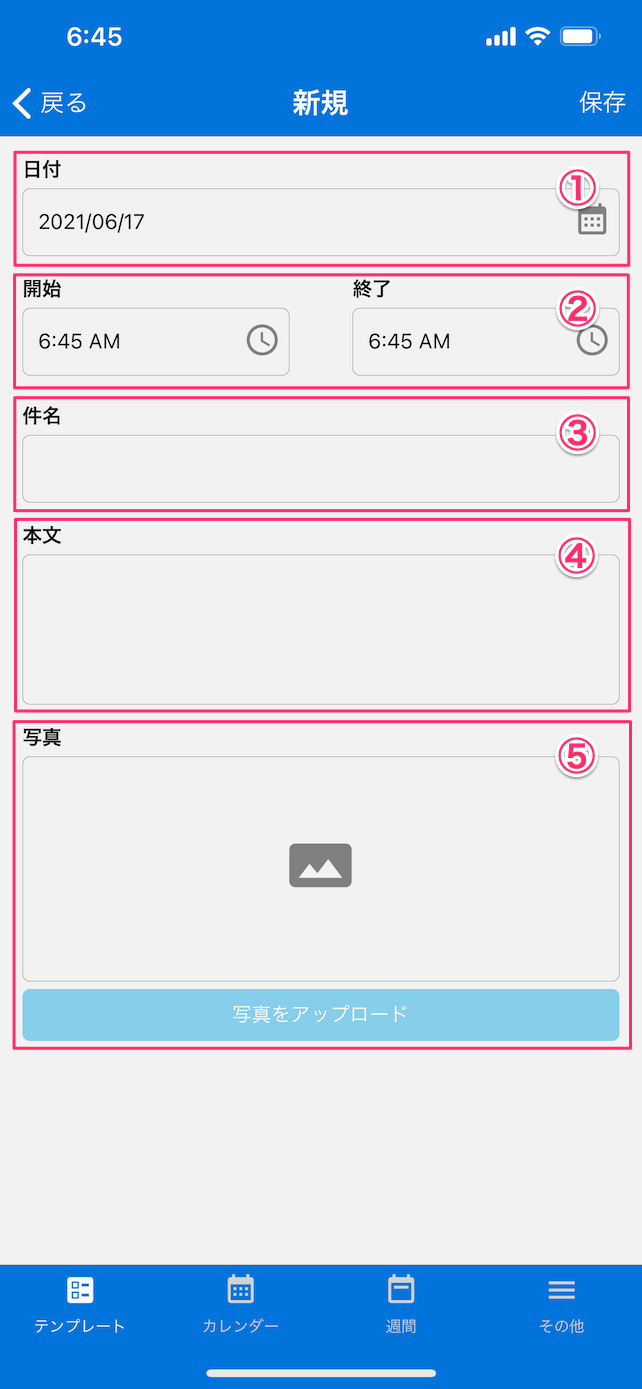 6:45
戻る 新規 保存
日付 ①
2021/06/17
開始 終了 ②
6:45 AM 6:45 AM
件名 ③
本文 ④
写真 ⑤
写真をアップロード
テンプレート カレンダー 週間 その他